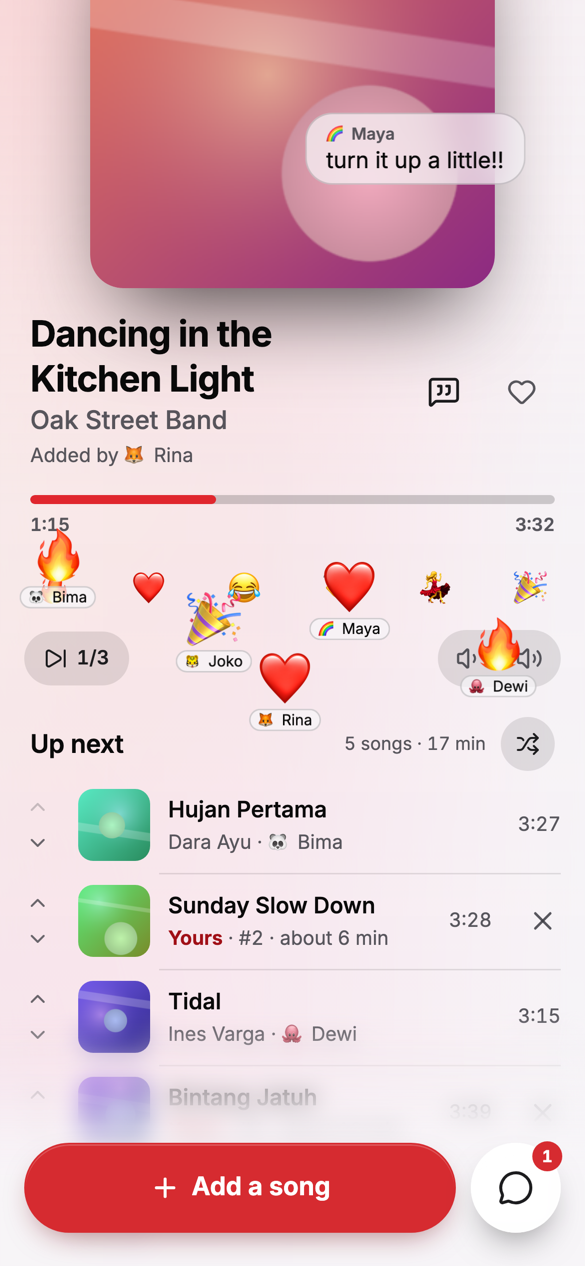 Maya
turn it up a little!!
Dancing in the
Kitchen Light
Oak Street Band
Added by 🦊 Rina
1:15
3:32
Bima
Maya
Joko
1/3
Dewi
Rina
Up next
5 songs · 17 min
Hujan Pertama
Dara Ayu · 🐼 Bima
3:27
Sunday Slow Down
Yours · #2 · about 6 min
3:28
Tidal
Ines Varga · 🐙 Dewi
3:15
Bintang Jatuh
3:39
+ Add a song
1